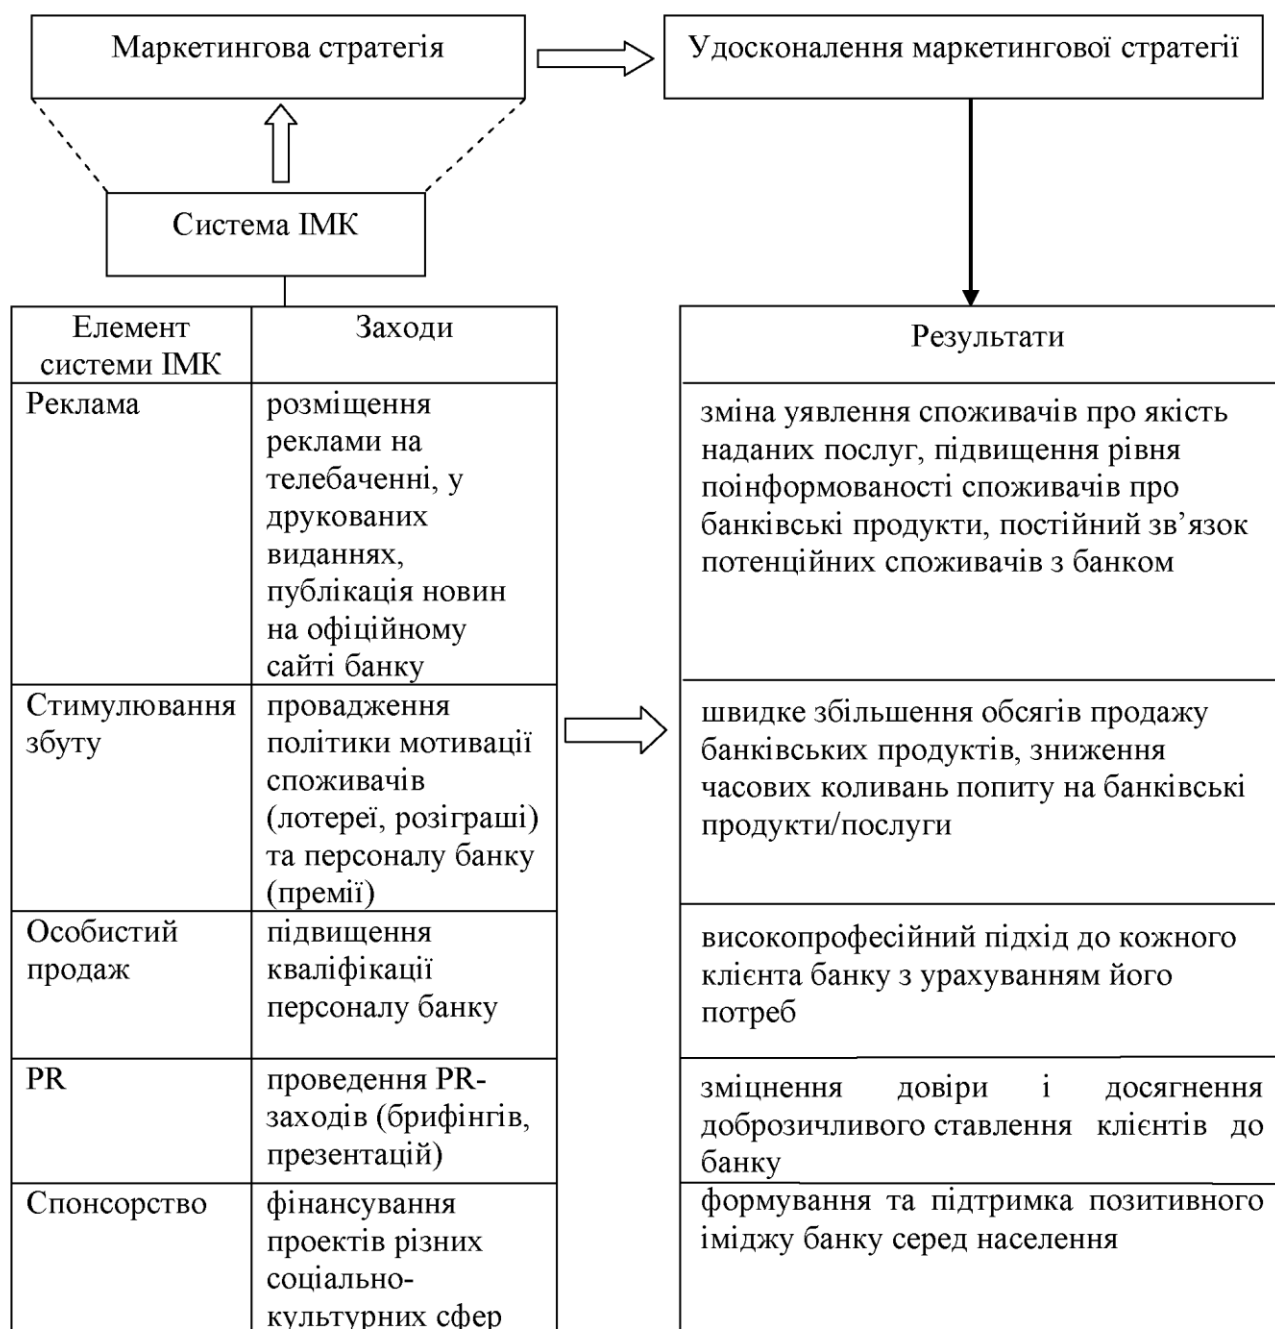 Маркетингова стратегія
Удосконалення маркетингової стратегії
Система ІМК
Елемент
системи ІМК
Заходи
Результати
Реклама
розміщення
реклами на
телебаченні, у
друкованих
виданнях,
публікація новин
на офіційному
сайті банку
зміна уявлення споживачів про якість
наданих послуг, підвищення рівня
поінформованості споживачів про
банківські продукти, постійний зв’язок
потенційних споживачів з банком
Стимулювання
збуту
провадження
політики мотивації
споживачів
(лотереї, розіграші)
та персоналу банку
(премії)
швидке збільшення обсягів продажу
банківських продуктів, зниження
часових коливань попиту на банківські
продукти/послуги
Особистий
продаж
підвищення
кваліфікації
персоналу банку
високопрофесійний підхід до кожного
клієнта банку з урахуванням його
потреб
PR
проведення PR-
заходів (брифінгів,
презентацій)
зміцнення довіри і досягнення
доброзичливого ставлення клієнтів до
банку
Спонсорство
фінансування
проектів різних
соціально-
культурних сфер
формування та підтримка позитивного
іміджу банку серед населення